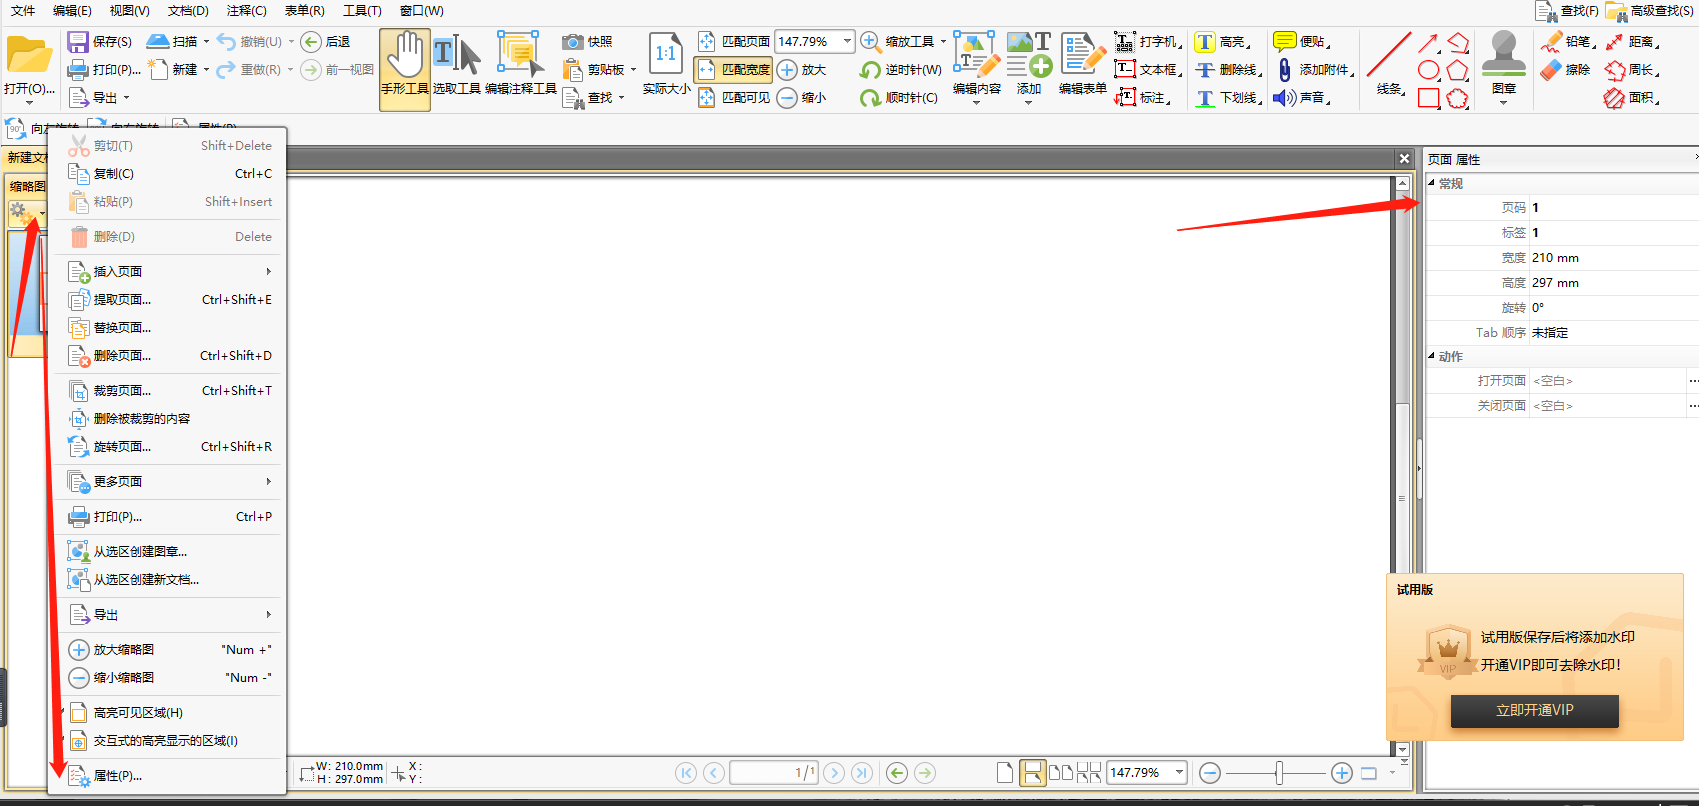 文件 编辑(E) 视图(V) 文档(D) 注释(C) 表单(R) 工具(T) 窗口(W) 查找(F) 高级查找(S)
打开(O)...
保存(S) 扫描 撤销(U) 后退
打印(P)... 新建 重做(R) 前一视图
导出
手形工具 选取工具 编辑注释工具
快照
剪贴板
查找
1:1
实际大小
匹配页面 147.79% 缩放工具
匹配宽度 放大 逆时针(W)
匹配可见 缩小 顺时针(C)
编辑内容 添加 编辑表单
打字机 高亮 便贴
文本框 删除线 添加附件
标注 下划线 声音
线条 图章
铅笔 距离
擦除 周长
面积
90° 向左旋转 90° 向右旋转 属性(P)
新建文
缩略图
剪切(T) Shift+Delete
复制(C) Ctrl+C
粘贴(P) Shift+Insert
删除(D) Delete
插入页面
提取页面... Ctrl+Shift+E
替换页面...
删除页面... Ctrl+Shift+D
裁剪页面... Ctrl+Shift+T
删除被裁剪的内容
旋转页面... Ctrl+Shift+R
更多页面
打印(P)... Ctrl+P
从选区创建图章...
从选区创建新文档...
导出
放大缩略图 "Num +"
缩小缩略图 "Num -"
高亮可见区域(H)
交互式的高亮显示的区域(I)
属性(P)...
页面 属性
常规
页码 1
标签 1
宽度 210 mm
高度 297 mm
旋转 0°
Tab 顺序 未指定
动作
打开页面 <空白> ...
关闭页面 <空白> ...
试用版
试用版保存后将添加水印
VIP 开通VIP即可去除水印!
立即开通VIP
W: 210.0mm X:
H: 297.0mm Y:
1/1
147.79%